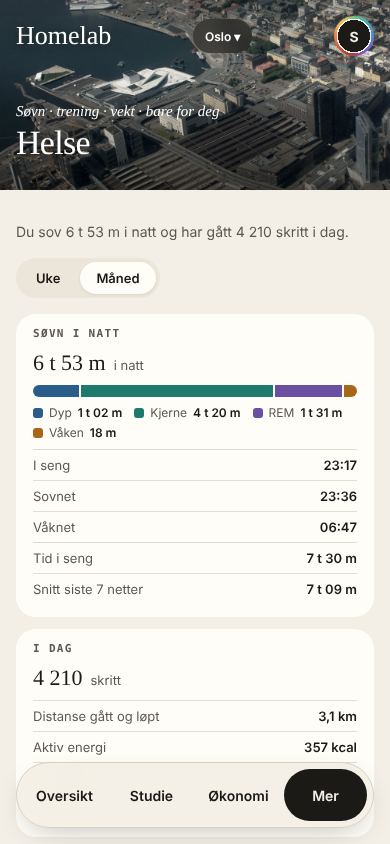 Homelab
Oslo ▾
S
Søvn · trening · vekt · bare for deg
Helse
Du sov 6 t 53 m i natt og har gått 4 210 skritt i dag.
Uke
Måned
SØVN I NATT
6 t 53 m i natt
Dyp 1 t 02 m Kjerne 4 t 20 m REM 1 t 31 m
Våken 18 m
I seng 23:17
Sovnet 23:36
Våknet 06:47
Tid i seng 7 t 30 m
Snitt siste 7 netter 7 t 09 m
I DAG
4 210 skritt
Distanse gått og løpt 3,1 km
Aktiv energi 357 kcal
Oversikt
Studie
Økonomi
Mer